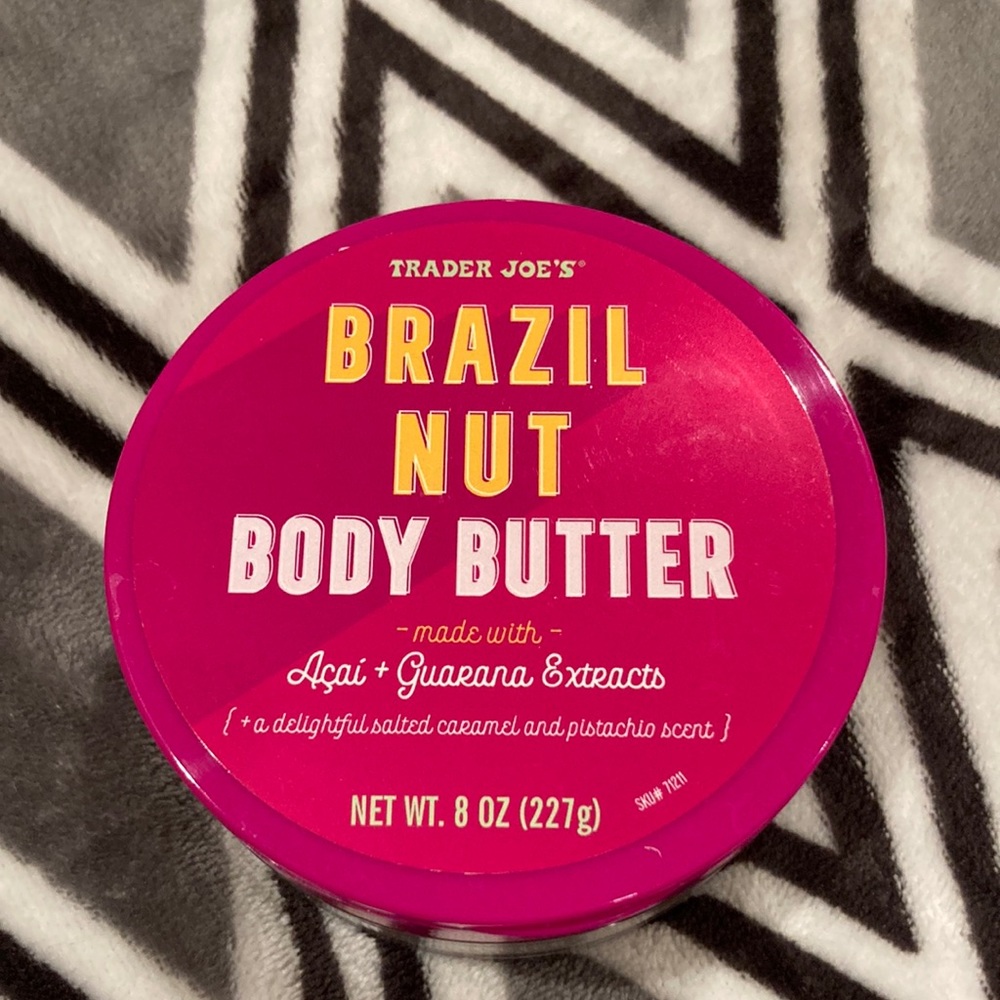 TRADER JOE'S®
BRAZIL
NUT
BODY BUTTER
- made with -
Açaí + Guarana Extracts
{ + a delightful salted caramel and pistachio scent }
SKU# 71211
NET WT. 8 OZ (227g)